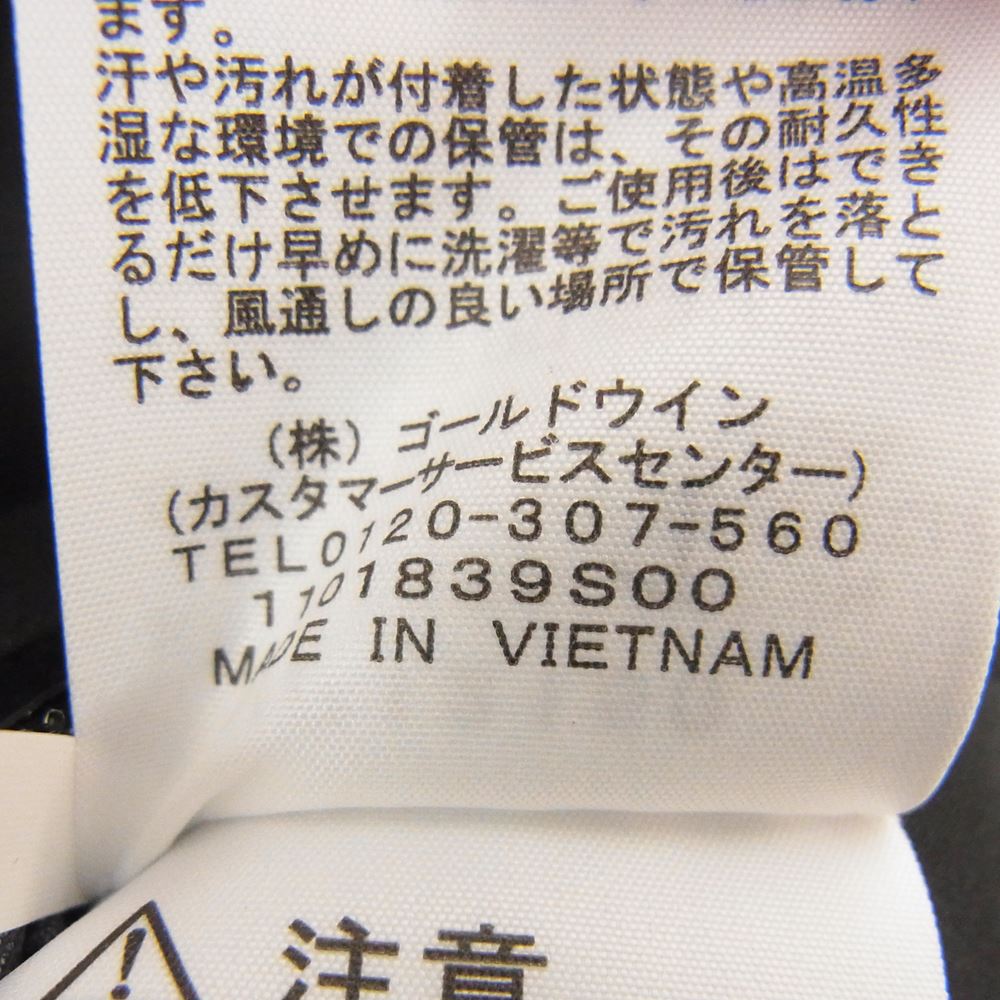 ます。
汗や汚れが付着した状態や高温多
湿な環境での保管は、その耐久性
を低下させます。ご使用後はでき
るだけ早めに洗濯等で汚れを落と
し、風通しの良い場所で保管して
下さい。
(株) ゴールドウイン
(カスタマーサービスセンター)
TEL0120-307-560
1101839S00
MADE IN VIETNAM
注意